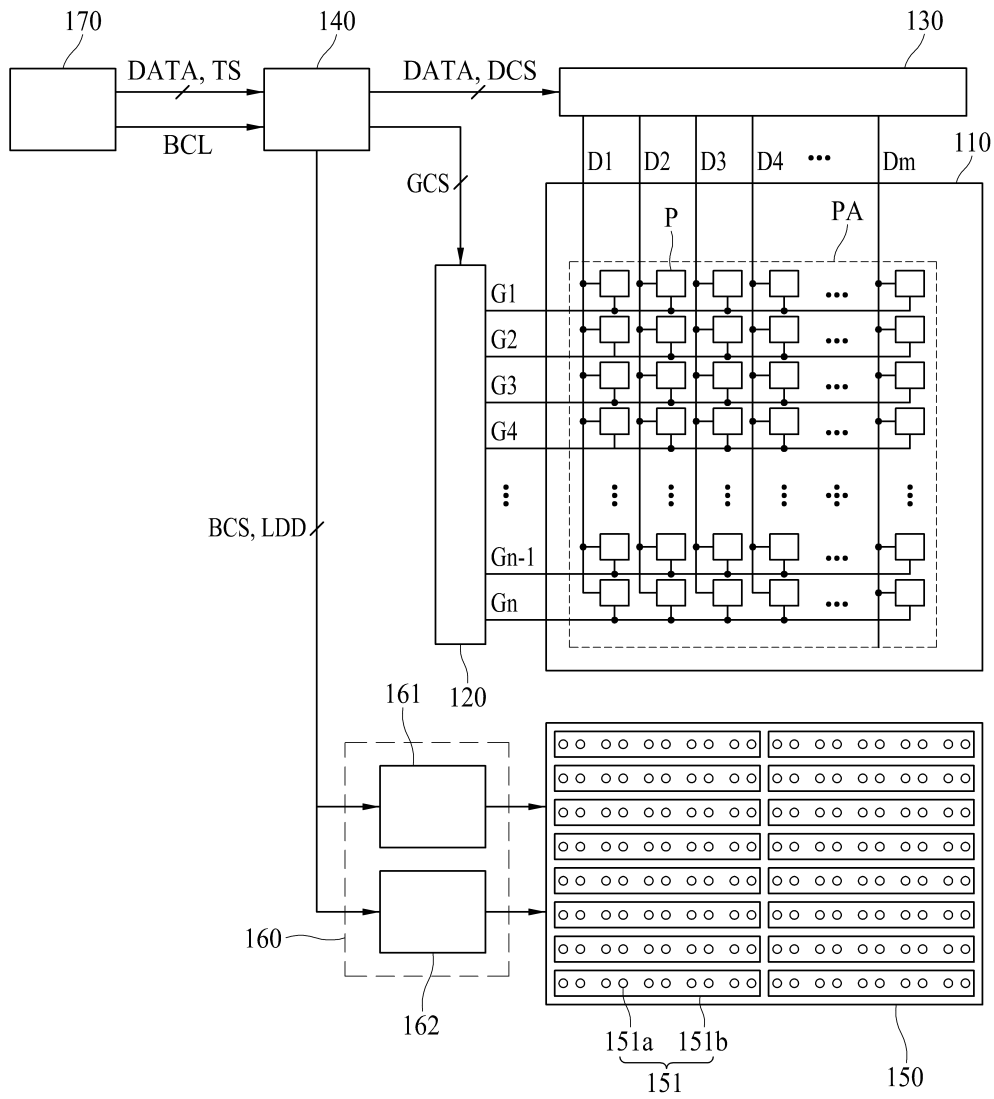 170
140
130
DATA, TS
DATA, DCS
BCL
GCS
110
D1 D2 D3 D4 ••• Dm
P
PA
G1
G2
G3
G4
Gn-1
Gn
BCS, LDD
120
161
160
162
151a 151b
151
150